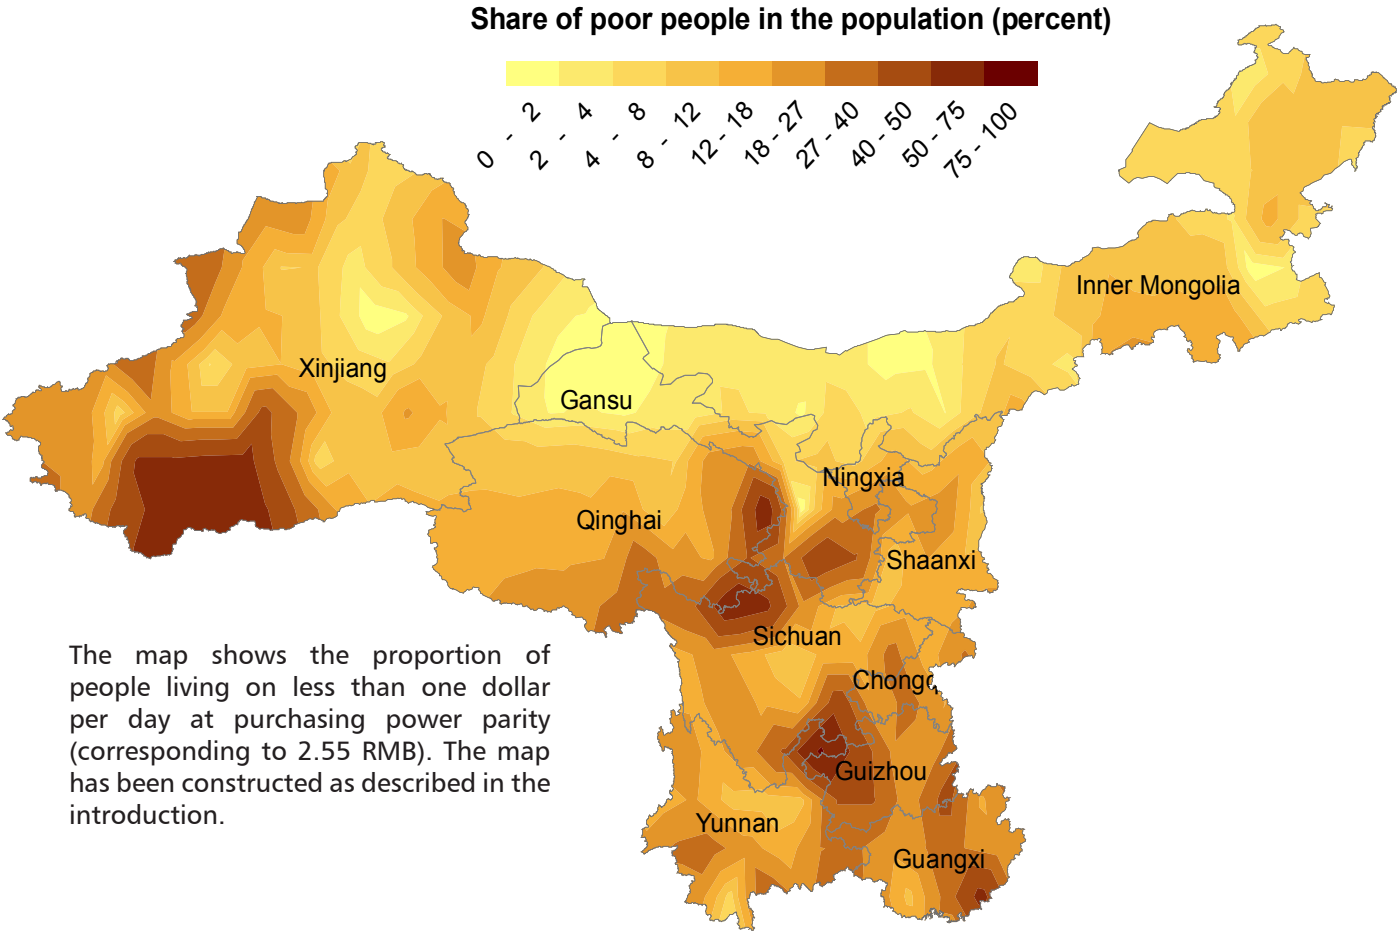 Share of poor people in the population (percent)
0 - 2
2 - 4
4 - 8
8 - 12
12 - 18
18 - 27
27 - 40
40 - 50
50 - 75
75 - 100
Inner Mongolia
Xinjiang
Gansu
Ningxia
Qinghai
Shaanxi
Sichuan
Chongq
Guizhou
Yunnan
Guangxi
The map shows the proportion of
people living on less than one dollar
per day at purchasing power parity
(corresponding to 2.55 RMB). The map
has been constructed as described in the
introduction.